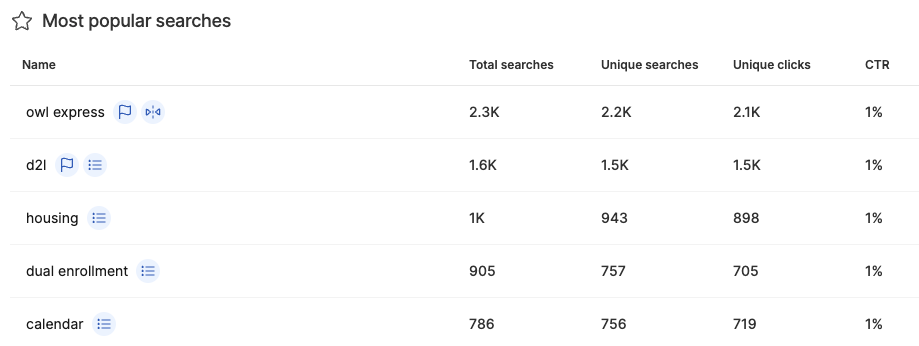 Most popular searches
Name Total searches Unique searches Unique clicks CTR
owl express 2.3K 2.2K 2.1K 1%
d2l 1.6K 1.5K 1.5K 1%
housing 1K 943 898 1%
dual enrollment 905 757 705 1%
calendar 786 756 719 1%